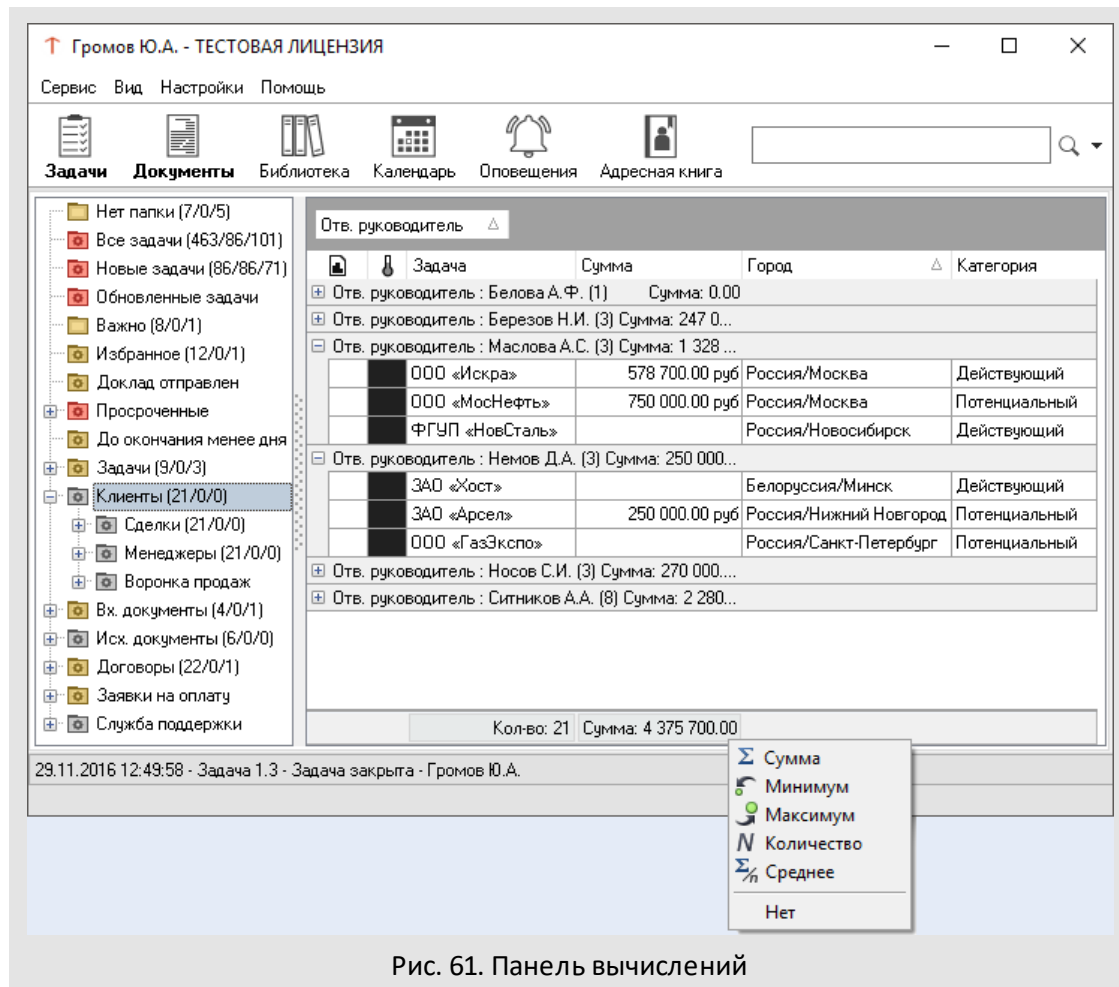 Громов Ю.А. - ТЕСТОВАЯ ЛИЦЕНЗИЯ
Сервис Вид Настройки Помощь
Задачи Документы Библиотека Календарь Оповещения Адресная книга
Нет папки (7/0/5)
Все задачи (463/86/101)
Новые задачи (86/86/71)
Обновленные задачи
Важно (8/0/1)
Избранное (12/0/1)
Доклад отправлен
Просроченные
До окончания менее дня
Задачи (9/0/3)
Клиенты (21/0/0)
Сделки (21/0/0)
Менеджеры (21/0/0)
Воронка продаж
Вх. документы (4/0/1)
Исх. документы (6/0/0)
Договоры (22/0/1)
Заявки на оплату
Служба поддержки
Отв. руководитель
Задача Сумма Город Категория
Отв. руководитель : Белова А.Ф. (1) Сумма: 0.00
Отв. руководитель : Березов Н.И. (3) Сумма: 247 0...
Отв. руководитель : Маслова А.С. (3) Сумма: 1 328 ...
ООО «Искра» 578 700.00 руб Россия/Москва Действующий
ООО «МосНефть» 750 000.00 руб Россия/Москва Потенциальный
ФГУП «НовСталь» Россия/Новосибирск Действующий
Отв. руководитель : Немов Д.А. (3) Сумма: 250 000...
ЗАО «Хост» Белоруссия/Минск Действующий
ЗАО «Арсел» 250 000.00 руб Россия/Нижний Новгород Потенциальный
ООО «ГазЭкспо» Россия/Санкт-Петербург Потенциальный
Отв. руководитель : Носов С.И. (3) Сумма: 270 000....
Отв. руководитель : Ситников А.А. (8) Сумма: 2 280...
Кол-во: 21 Сумма: 4 375 700.00
29.11.2016 12:49:58 - Задача 1.3 - Задача закрыта - Громов Ю.А.
Σ Сумма
Минимум
Максимум
N Количество
Σ/n Среднее
Нет
Рис. 61. Панель вычислений